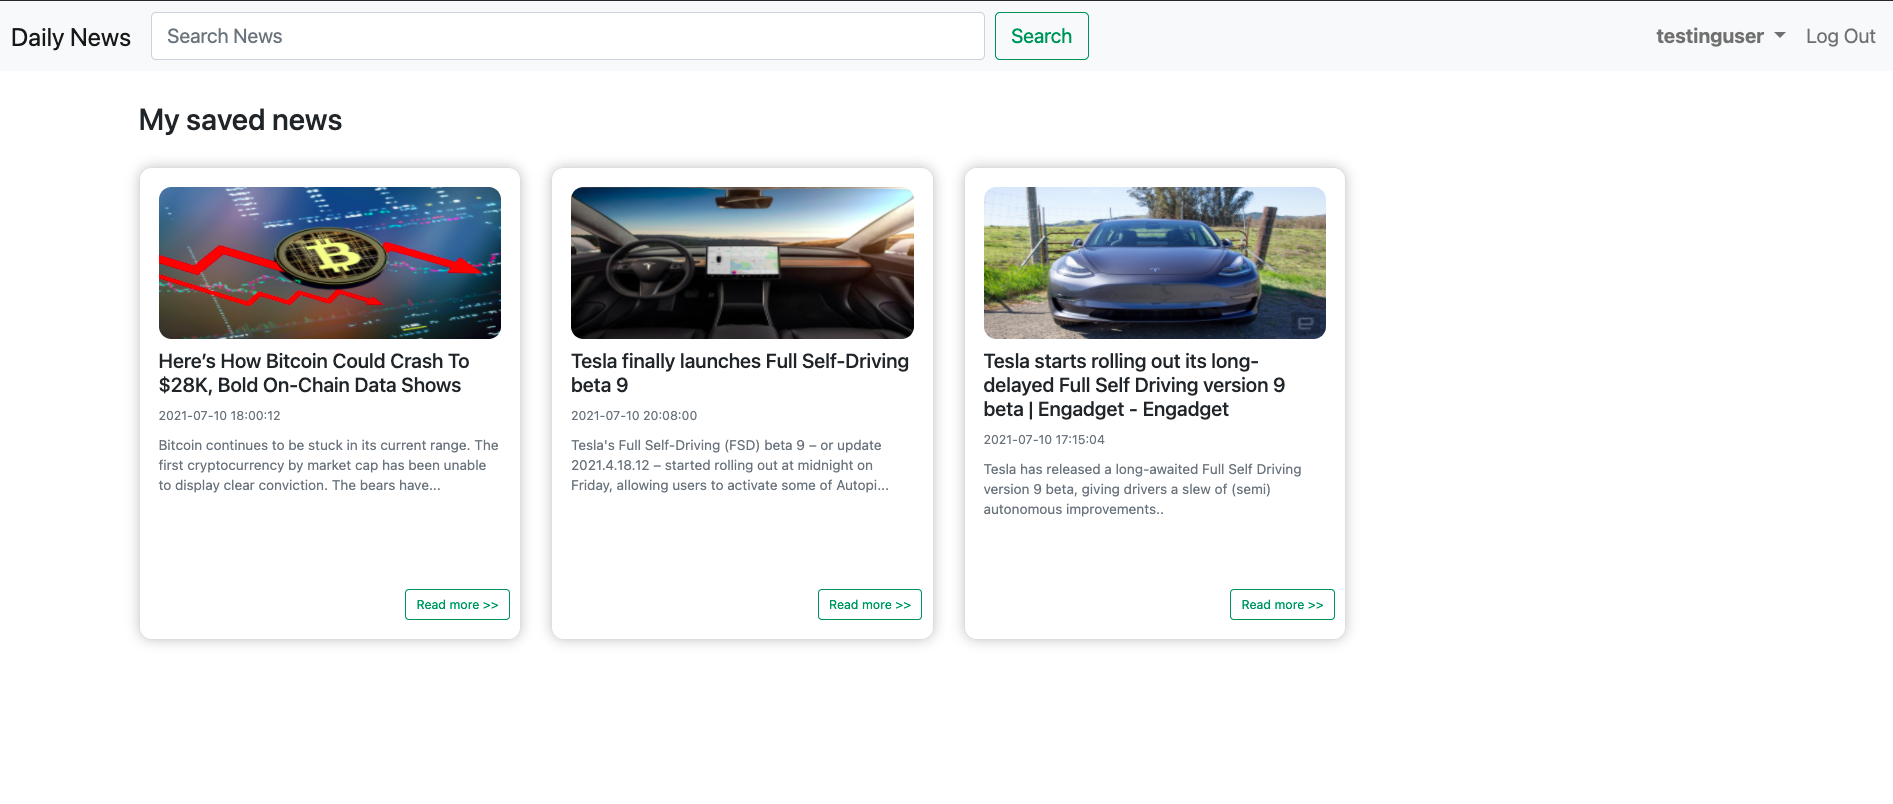 Daily News
Search News
Search
testinguser
Log Out
My saved news
Here’s How Bitcoin Could Crash To
$28K, Bold On-Chain Data Shows
2021-07-10 18:00:12
Bitcoin continues to be stuck in its current range. The
first cryptocurrency by market cap has been unable
to display clear conviction. The bears have...
Read more >>
Tesla finally launches Full Self-Driving
beta 9
2021-07-10 20:08:00
Tesla's Full Self-Driving (FSD) beta 9 – or update
2021.4.18.12 – started rolling out at midnight on
Friday, allowing users to activate some of Autopi...
Read more >>
Tesla starts rolling out its long-
delayed Full Self Driving version 9
beta | Engadget - Engadget
2021-07-10 17:15:04
Tesla has released a long-awaited Full Self Driving
version 9 beta, giving drivers a slew of (semi)
autonomous improvements..
Read more >>